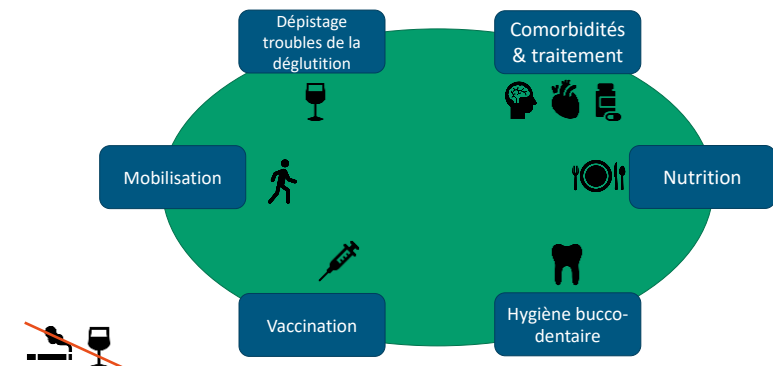 Dépistage
troubles de la
déglutition
Comorbidités
& traitement
Mobilisation
Nutrition
Vaccination
Hygiène bucco-
dentaire